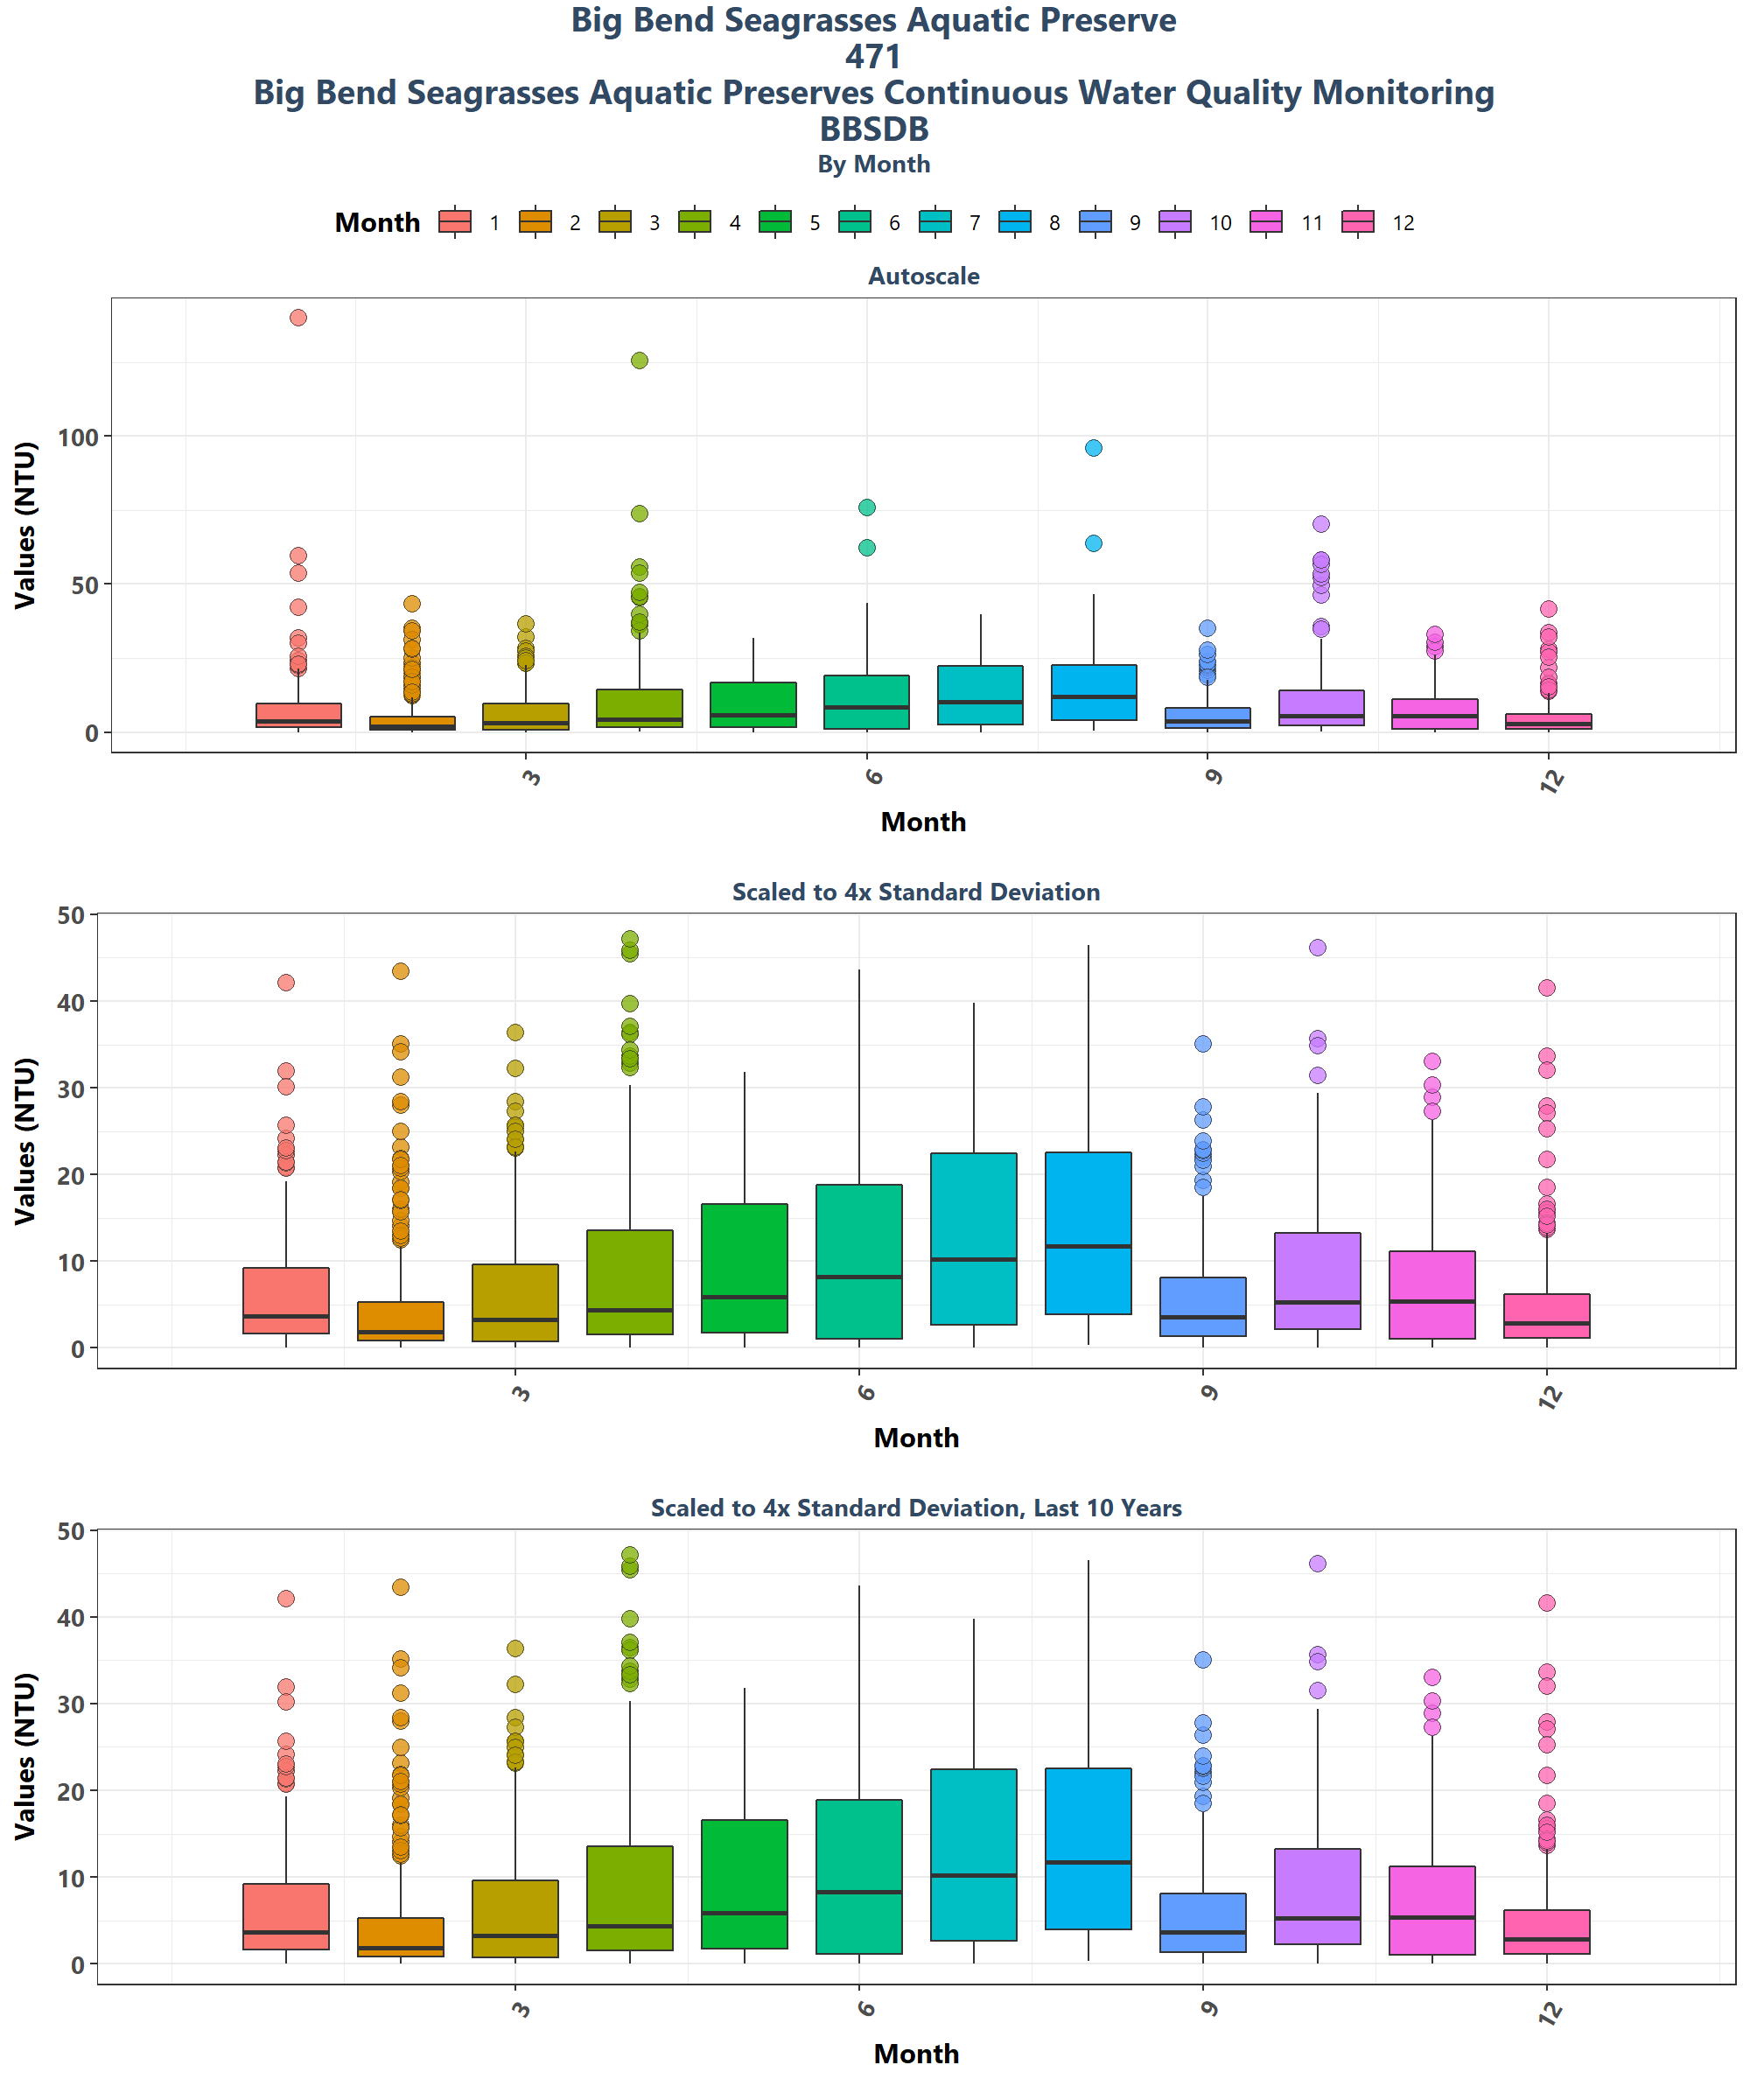 Big Bend Seagrasses Aquatic Preserve
471
Big Bend Seagrasses Aquatic Preserves Continuous Water Quality Monitoring
BBSDB
By Month
Month 1 2 3 4 5 6 7 8 9 10 11 12
Autoscale
Values (NTU)
100
50
0
3 6 9 12
Month
Scaled to 4x Standard Deviation
Values (NTU)
50
40
30
20
10
0
3 6 9 12
Month
Scaled to 4x Standard Deviation, Last 10 Years
Values (NTU)
50
40
30
20
10
0
3 6 9 12
Month